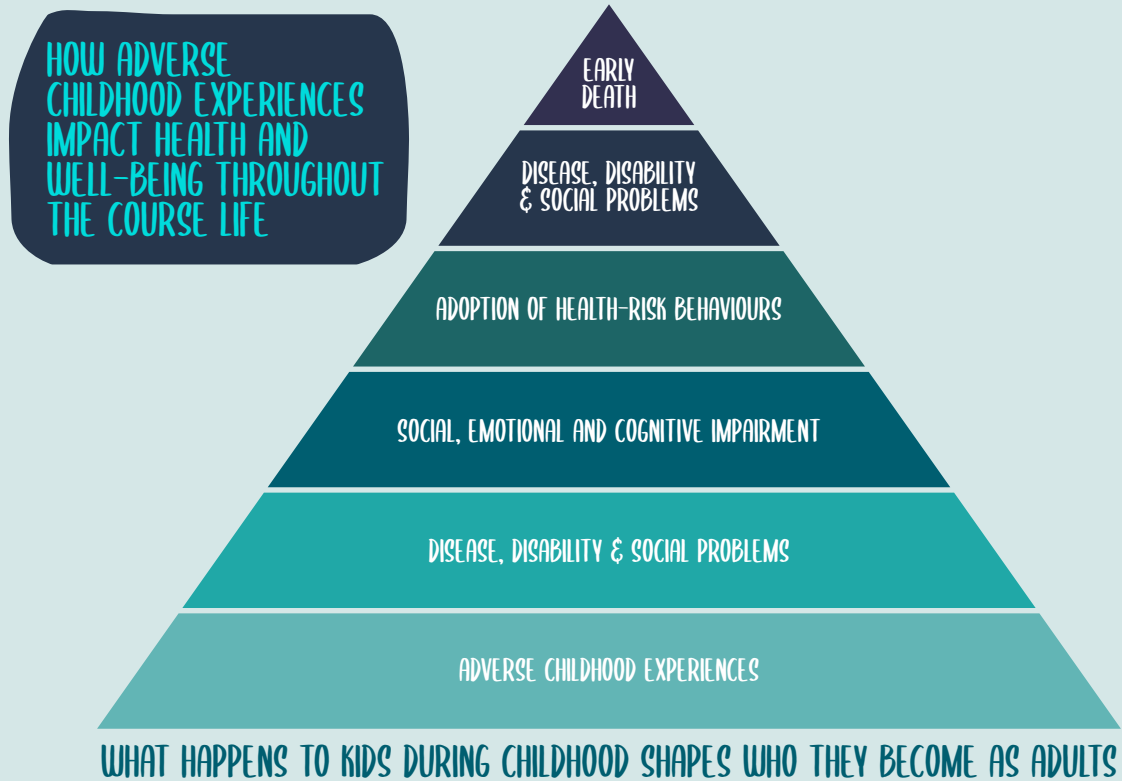 HOW ADVERSE
CHILDHOOD EXPERIENCES
IMPACT HEALTH AND
WELL-BEING THROUGHOUT
THE COURSE LIFE
EARLY
DEATH
DISEASE, DISABILITY
& SOCIAL PROBLEMS
ADOPTION OF HEALTH-RISK BEHAVIOURS
SOCIAL, EMOTIONAL AND COGNITIVE IMPAIRMENT
DISEASE, DISABILITY & SOCIAL PROBLEMS
ADVERSE CHILDHOOD EXPERIENCES
WHAT HAPPENS TO KIDS DURING CHILDHOOD SHAPES WHO THEY BECOME AS ADULTS